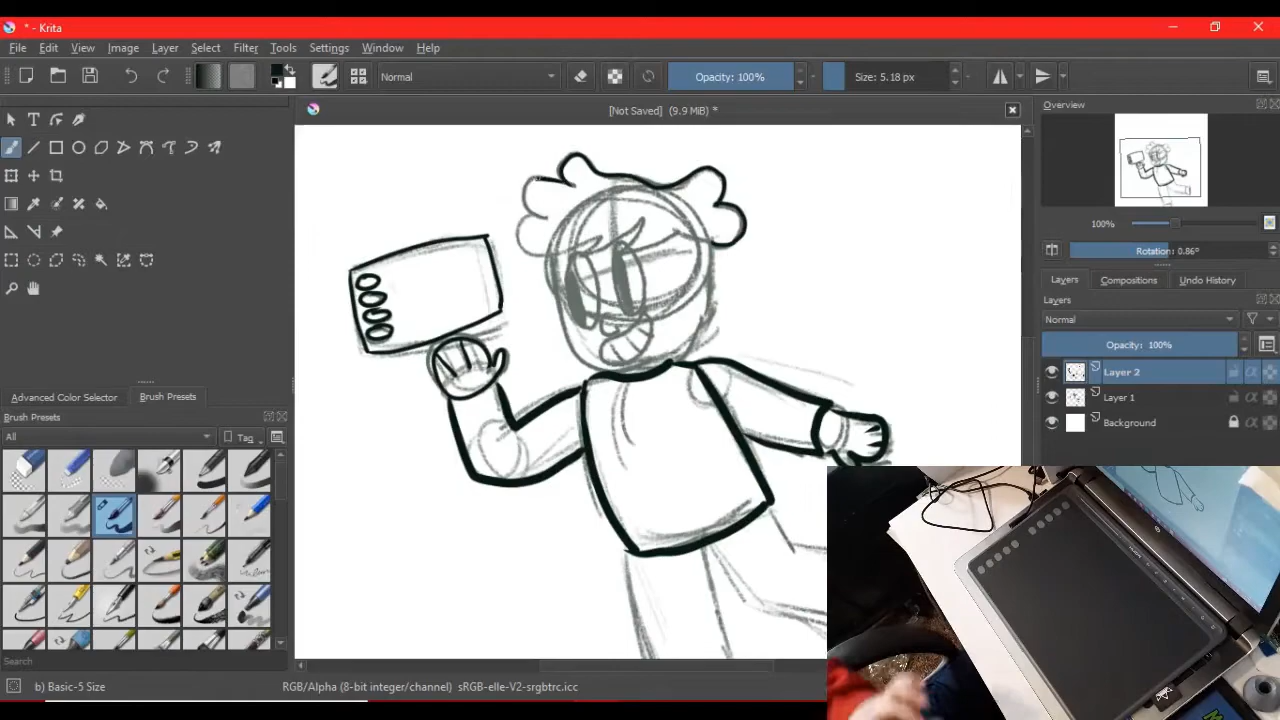 * - Krita
File Edit View Image Layer Select Filter Tools Settings Window Help
Normal
Opacity: 100%
Size: 5.18 px
[Not Saved] (9.9 MiB) *
Overview
100%
Rotation: 0.86°
Layers Compositions Undo History
Layers
Normal
Opacity: 100%
Layer 2
Layer 1
Background
Advanced Color Selector Brush Presets
Brush Presets
All
Tag
Search
b) Basic-5 Size
RGB/Alpha (8-bit integer/channel) sRGB-elle-V2-srgbtrc.icc